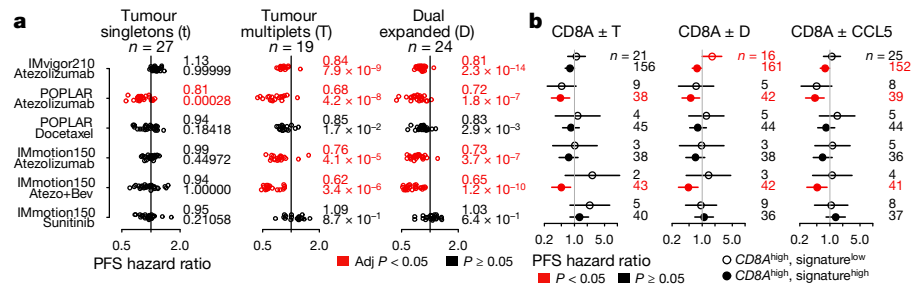 a
Tumour singletons (t)
n = 27
Tumour multiplets (T)
n = 19
Dual expanded (D)
n = 24
IMvigor210 Atezolizumab
1.13
0.99999
0.84
7.9 × 10⁻⁹
0.81
2.3 × 10⁻¹⁴
POPLAR Atezolizumab
0.81
0.00028
0.68
4.2 × 10⁻⁸
0.72
1.8 × 10⁻⁷
POPLAR Docetaxel
0.94
0.18418
0.85
1.7 × 10⁻²
0.83
2.9 × 10⁻³
IMmotion150 Atezolizumab
0.99
0.44972
0.76
4.1 × 10⁻⁵
0.73
3.7 × 10⁻⁷
IMmotion150 Atezo+Bev
0.94
1.00000
0.62
3.4 × 10⁻⁶
0.65
1.2 × 10⁻¹⁰
IMmotion150 Sunitinib
0.95
0.21058
1.09
8.7 × 10⁻¹
1.03
6.4 × 10⁻¹
0.5 2.0 0.5 2.0 0.5 2.0
PFS hazard ratio
Adj P < 0.05 P ≥ 0.05
b
CD8A ± T CD8A ± D CD8A ± CCL5
n = 21 n = 16 n = 25
156 161 152
9 6 8
38 42 39
4 5 5
45 44 44
3 3 5
38 38 36
2 3 4
43 42 41
5 9 8
40 36 37
0.2 1.0 5.0 0.2 1.0 5.0 0.2 1.0 5.0
PFS hazard ratio
P < 0.05 P ≥ 0.05
CD8Aʰⁱᵍʰ, signatureˡᵒʷ
CD8Aʰⁱᵍʰ, signatureʰⁱᵍʰ